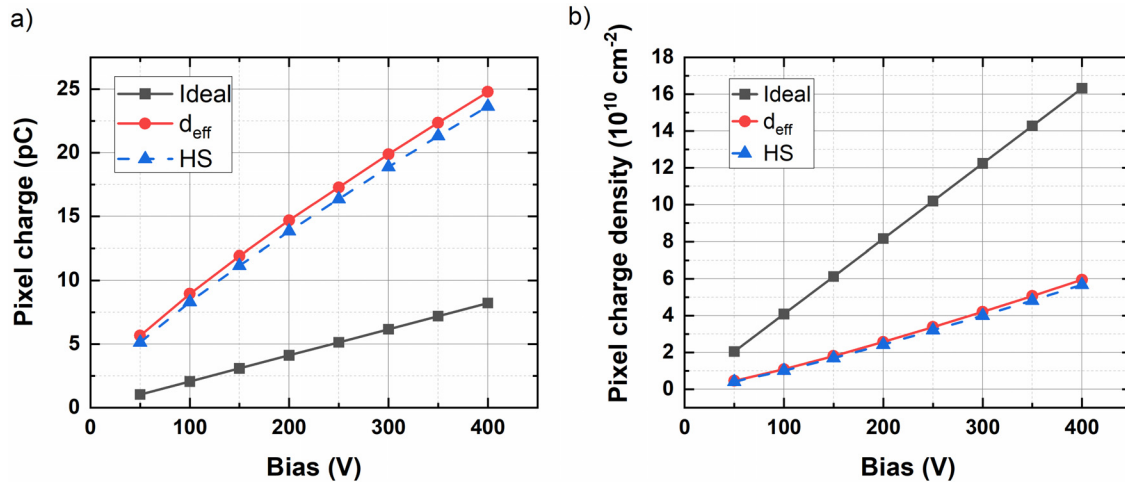 a)
Pixel charge (pC)
25
20
15
10
5
0
Ideal
d_eff
HS
0 100 200 300 400
Bias (V)
b)
Pixel charge density (10^10 cm^-2)
18
16
14
12
10
8
6
4
2
0
Ideal
d_eff
HS
0 100 200 300 400
Bias (V)